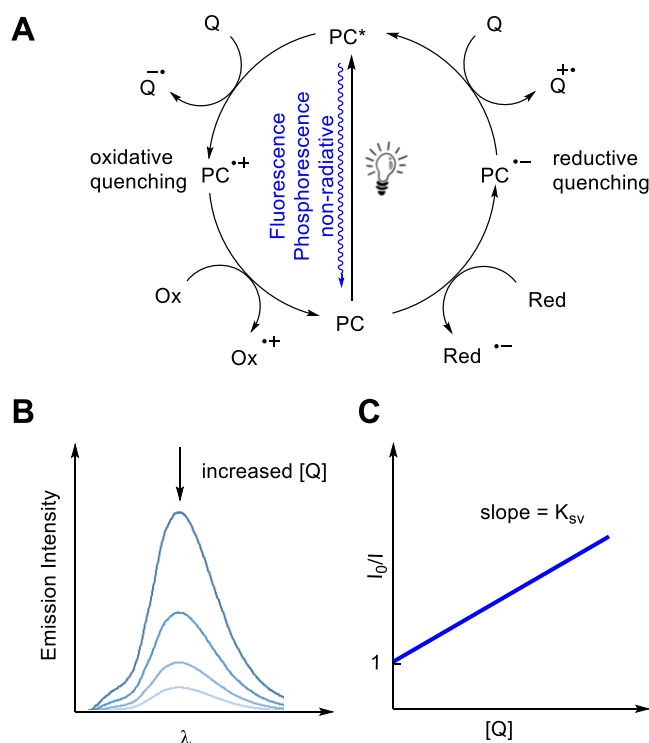 A
Q
PC*
Q
Q−•
Q+•
oxidative
quenching
PC•+
Fluorescence
Phosphorescence
non-radiative
PC•−
reductive
quenching
Ox
PC
Red
Ox•+
Red•−
B
C
increased [Q]
slope = Ksv
Emission Intensity
I0/I
1
λ
[Q]